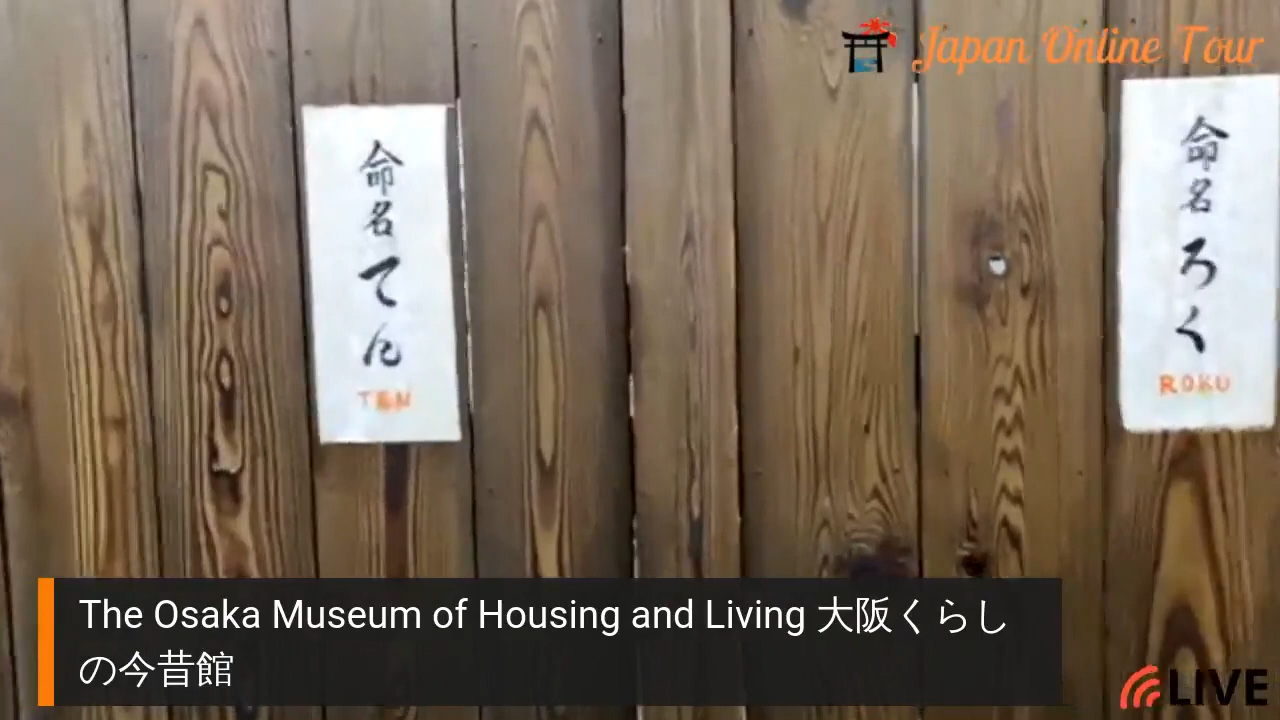 Japan Online Tour
命名てん
TEN
命名ろく
ROKU
The Osaka Museum of Housing and Living 大阪くらし
の今昔館
LIVE